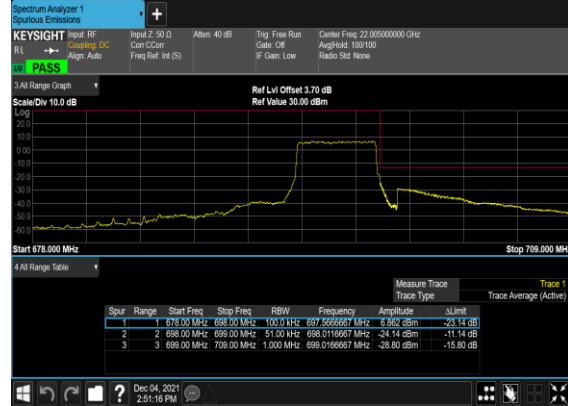 Spectrum Analyzer 1
Spurious Emissions
+
KEYSIGHT Input: RF Input Z: 50 Ω Atten: 40 dB Trig: Free Run Center Freq: 22.005000000 GHz
RL Coupling: DC Corr CCorr Gate: Off Avg|Hold: 100/100
Align: Auto Freq Ref: Int (S) IF Gain: Low Radio Std: None
PASS
3 All Range Graph Ref Lvl Offset 3.70 dB
Scale/Div 10.0 dB Ref Value 30.00 dBm
Log
20.0
10.0
0.00
-10.0
-20.0
-30.0
-40.0
-50.0
-60.0
Start 678.000 MHz Stop 709.000 MH
4 All Range Table
Measure Trace Trace 1
Trace Type Trace Average (Active)
Spur Range Start Freq Stop Freq RBW Frequency Amplitude ΔLimit
1 1 678.00 MHz 698.00 MHz 100.0 kHz 697.5666667 MHz 6.862 dBm -23.14 dB
2 2 698.00 MHz 699.00 MHz 51.00 kHz 698.0116667 MHz -24.14 dBm -11.14 dB
3 3 699.00 MHz 709.00 MHz 1.000 MHz 699.0166667 MHz -28.80 dBm -15.80 dB
? Dec 04, 2021
2:51:16 PM